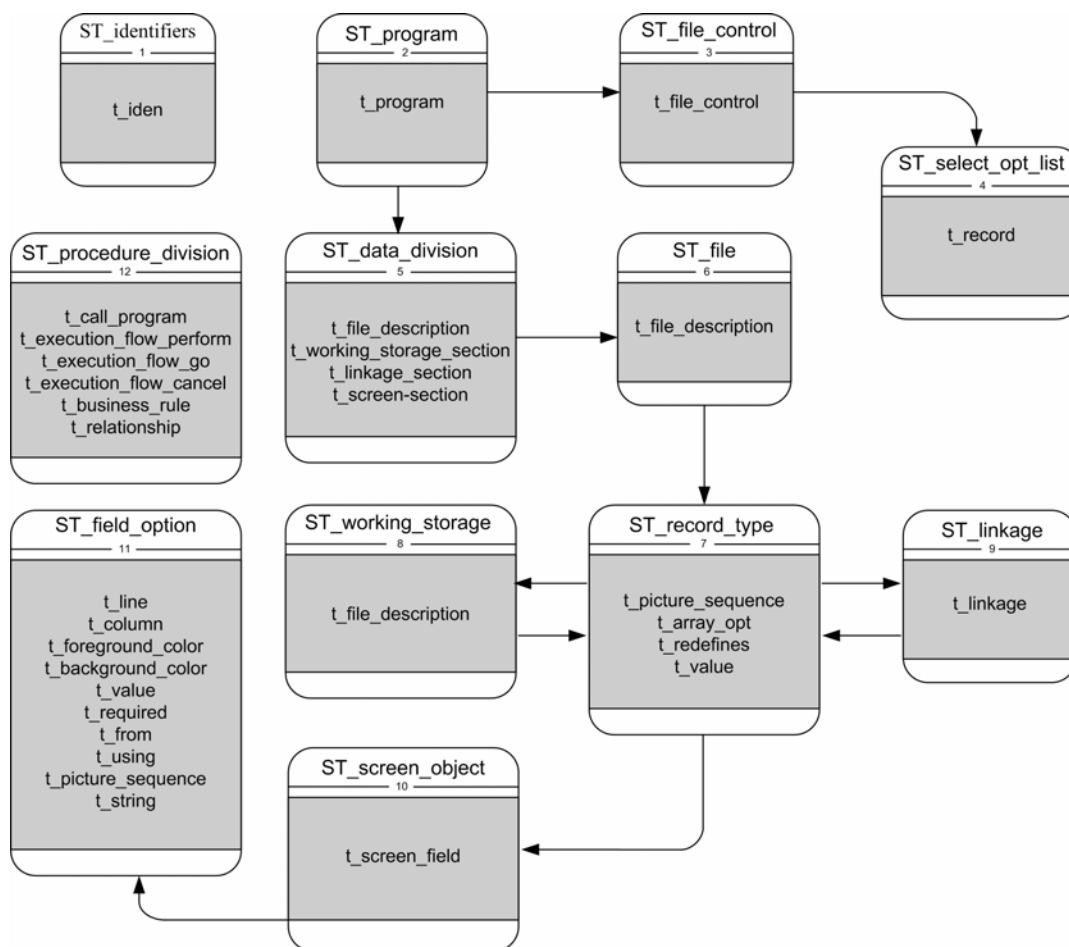 ST_identifiers
1
t_iden
ST_program
2
t_program
ST_file_control
3
t_file_control
ST_select_opt_list
4
t_record
ST_procedure_division
12
t_call_program
t_execution_flow_perform
t_execution_flow_go
t_execution_flow_cancel
t_business_rule
t_relationship
ST_data_division
5
t_file_description
t_working_storage_section
t_linkage_section
t_screen-section
ST_file
6
t_file_description
ST_field_option
11
t_line
t_column
t_foreground_color
t_background_color
t_value
t_required
t_from
t_using
t_picture_sequence
t_string
ST_working_storage
8
t_file_description
ST_record_type
7
t_picture_sequence
t_array_opt
t_redefines
t_value
ST_linkage
9
t_linkage
ST_screen_object
10
t_screen_field